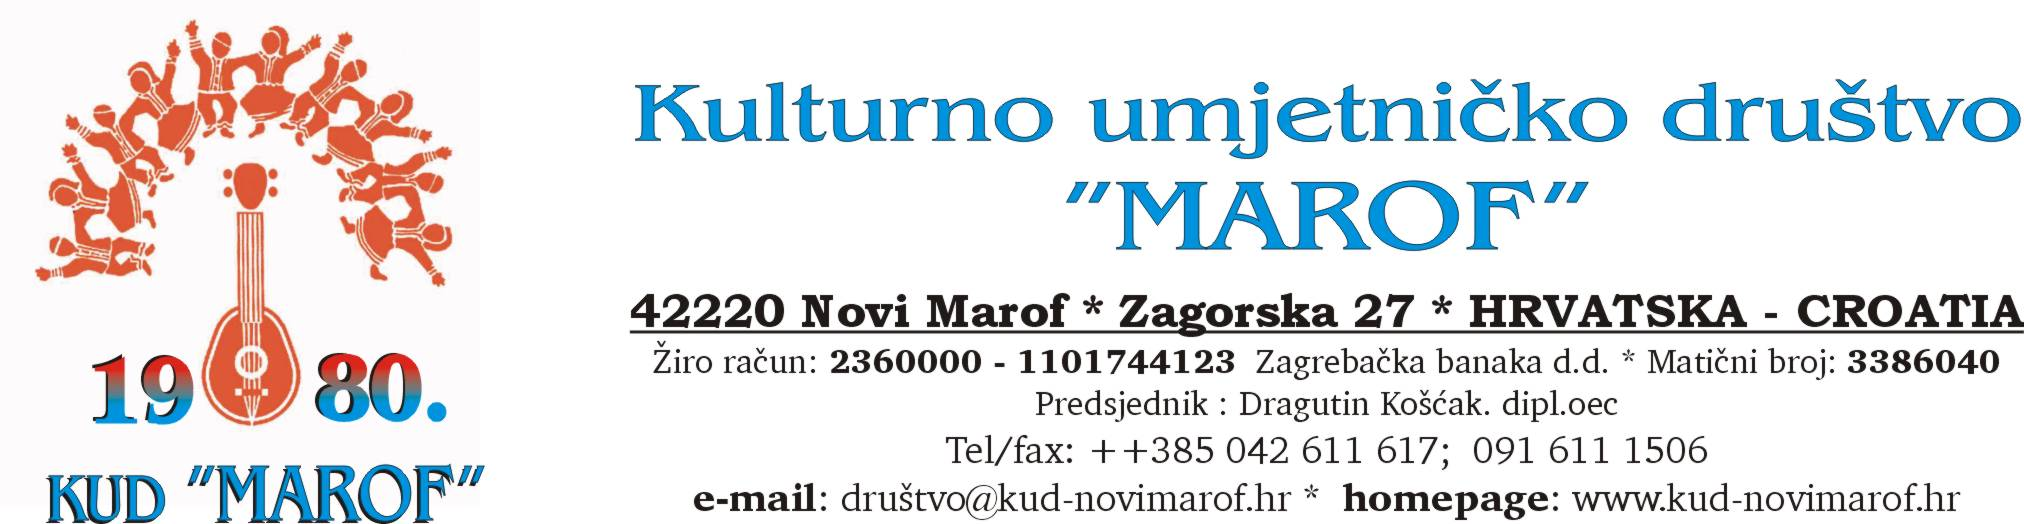 19 80.
KUD "MAROF"
Kulturno umjetničko društvo
"MAROF"
42220 Novi Marof * Zagorska 27 * HRVATSKA - CROATIA
Žiro račun: 2360000 - 1101744123 Zagrebačka banaka d.d. * Matični broj: 3386040
Predsjednik : Dragutin Košćak. dipl.oec
Tel/fax: ++385 042 611 617; 091 611 1506
e-mail: društvo@kud-novimarof.hr * homepage: www.kud-novimarof.hr